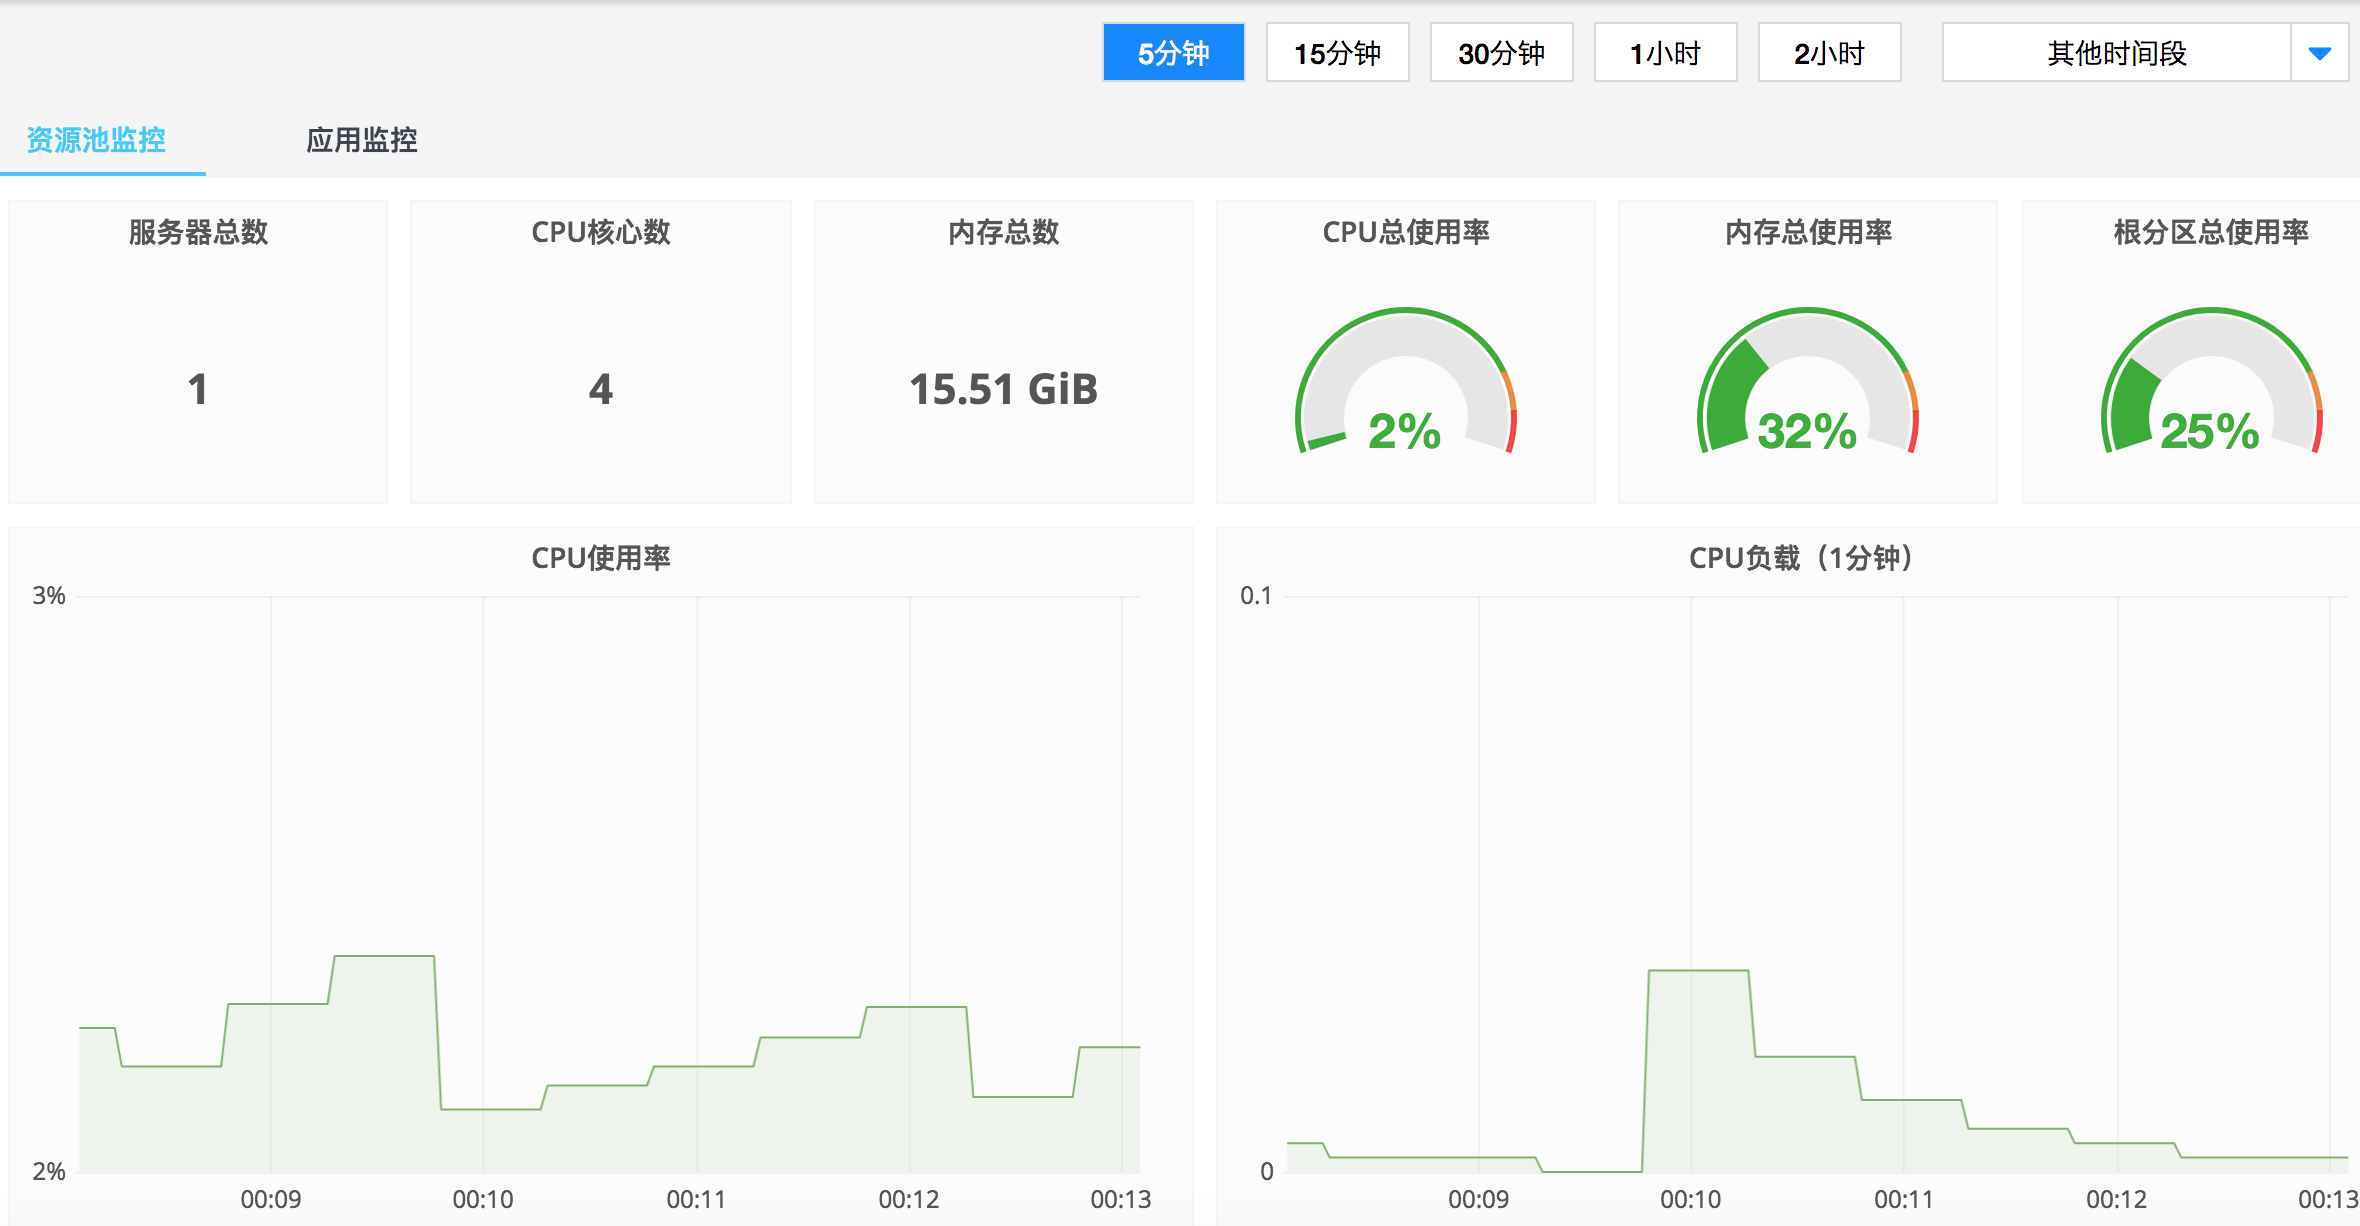 5分钟 15分钟 30分钟 1小时 2小时 其他时间段
资源池监控 应用监控
服务器总数
1
CPU核心数
4
内存总数
15.51 GiB
CPU总使用率
2%
内存总使用率
32%
根分区总使用率
25%
CPU使用率
3%
2%
00:09 00:10 00:11 00:12 00:13
CPU负载（1分钟）
0.1
0
00:09 00:10 00:11 00:12 00:13